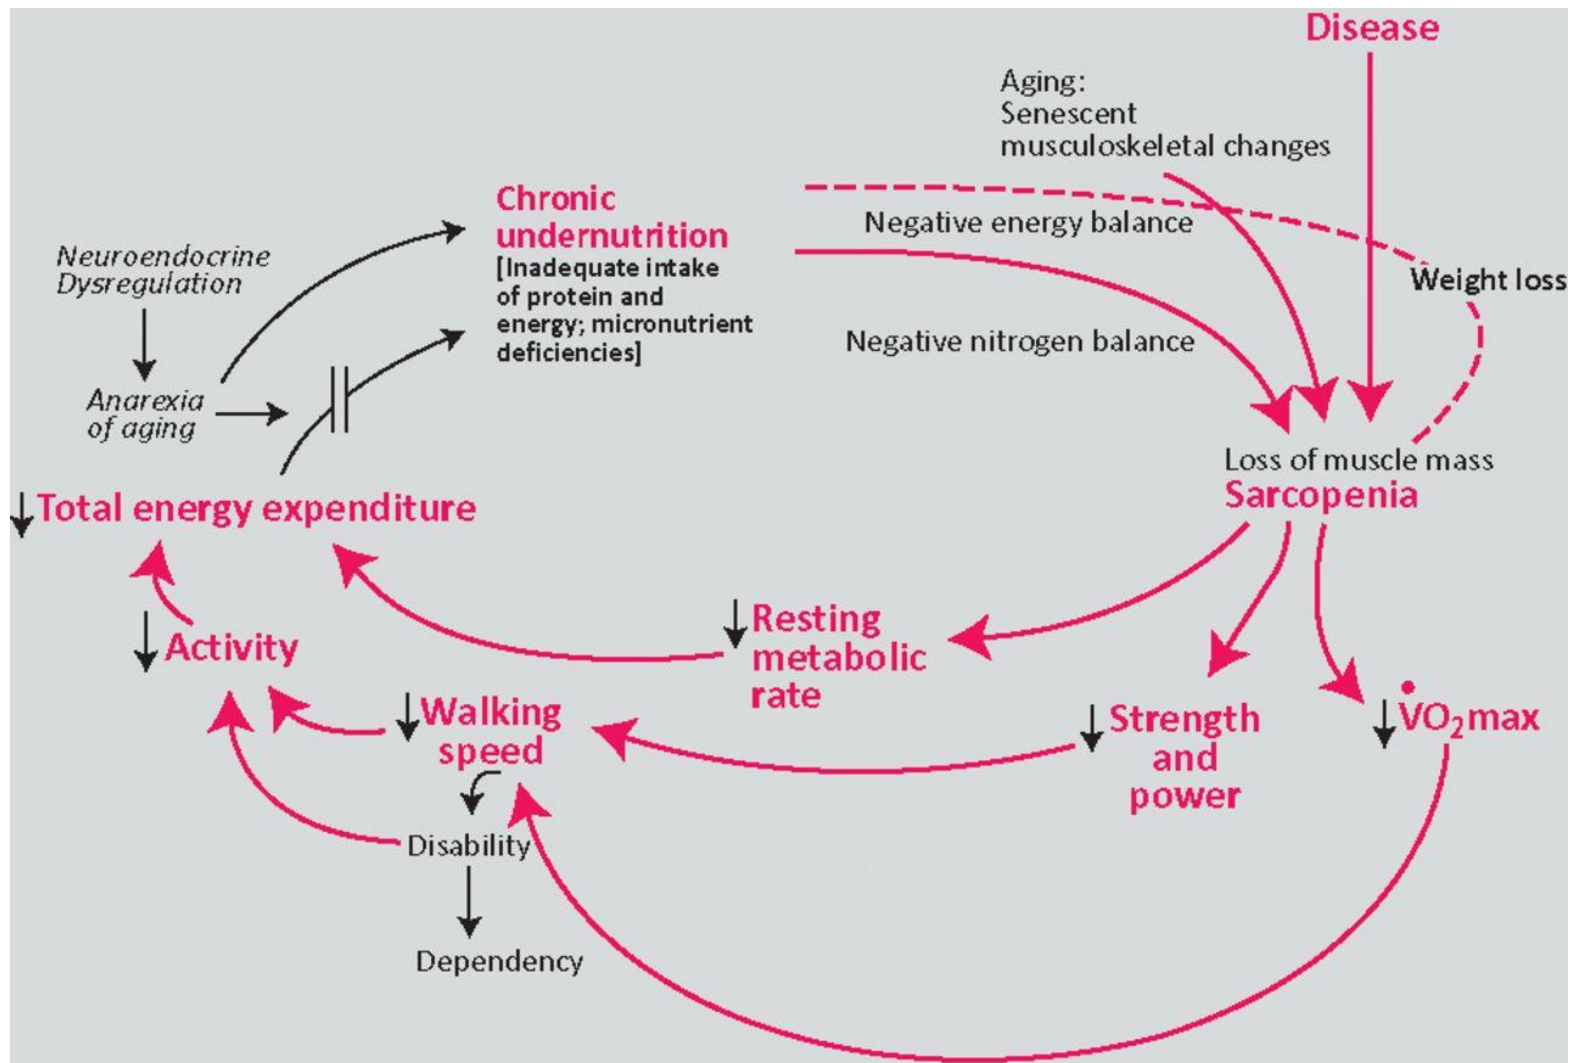 Disease
Aging:
Senescent
musculoskeletal changes
Chronic
undernutrition
[Inadequate intake
of protein and
energy; micronutrient
deficiencies]
Negative energy balance
Weight loss
Negative nitrogen balance
Neuroendocrine
Dysregulation
Anarexia
of aging
Loss of muscle mass
Sarcopenia
↓ Total energy expenditure
↓ Activity
↓ Resting
metabolic
rate
↓ Walking
speed
↓ Strength
and
power
↓ V̇O₂max
Disability
Dependency